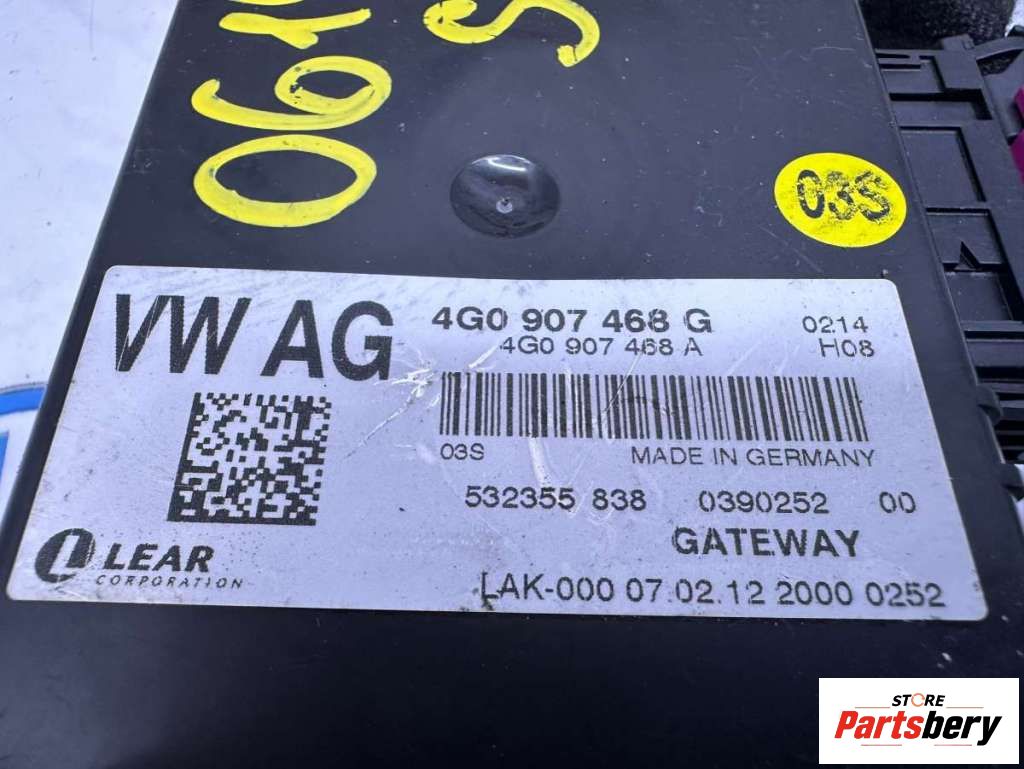 061
S
03S
VW AG
4G0 907 468 G
0214
4G0 907 468 A
H08
03S
MADE IN GERMANY
532355 838
0390252
00
GATEWAY
LEAR
CORPORATION
LAK-000 07.02.12 2000 0252
STORE
Partsbery